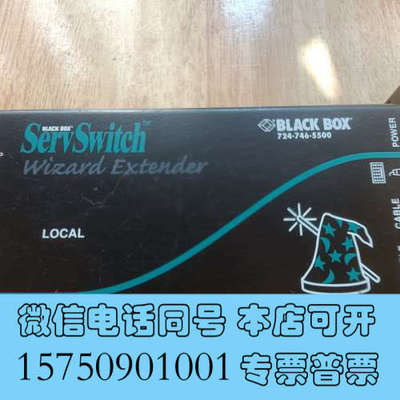 BLACK BOX
ServSwitch™
Wizard Extender
BLACK BOX®
724-746-5500
LOCAL
POWER
CABLE
微信电话同号 本店可开
15750901001 专票普票